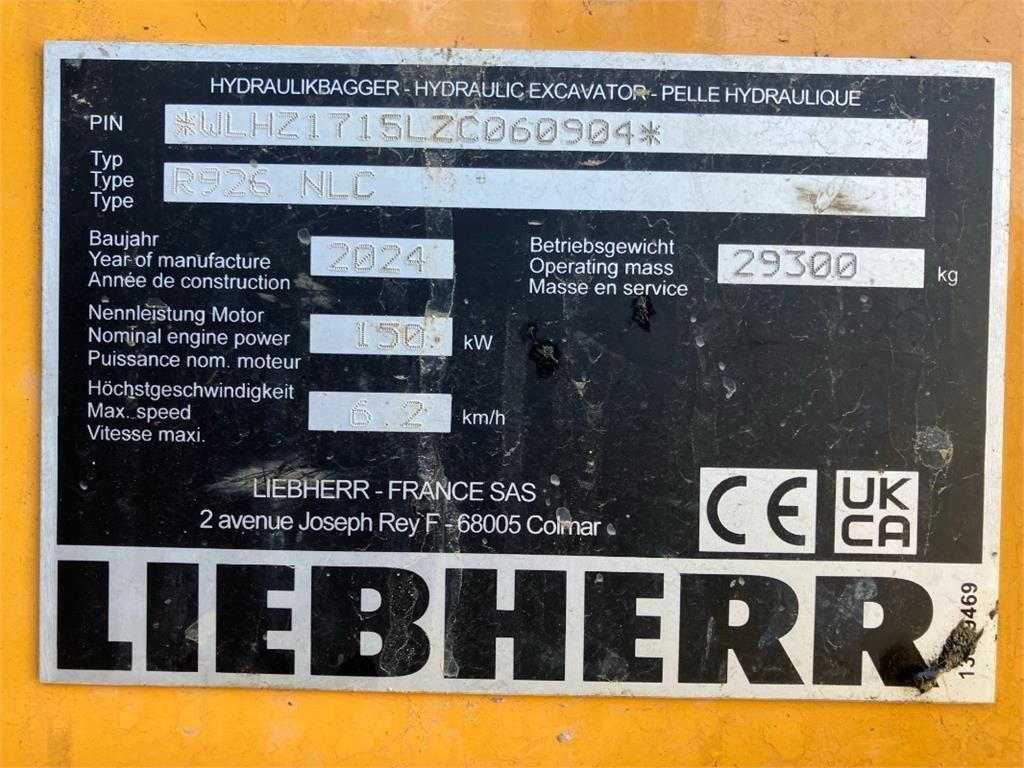 HYDRAULIKBAGGER - HYDRAULIC EXCAVATOR - PELLE HYDRAULIQUE
PIN *WLHZ1715LZC060904*
Typ
Type R926 NLC
Type
Baujahr
Year of manufacture 2024
Année de construction
Betriebsgewicht
Operating mass 29300 kg
Masse en service
Nennleistung Motor
Nominal engine power 150 kW
Puissance nom. moteur
Höchstgeschwindigkeit
Max. speed 6.2 km/h
Vitesse maxi.
LIEBHERR - FRANCE SAS
2 avenue Joseph Rey F - 68005 Colmar
CE
UK
CA
LIEBHERR